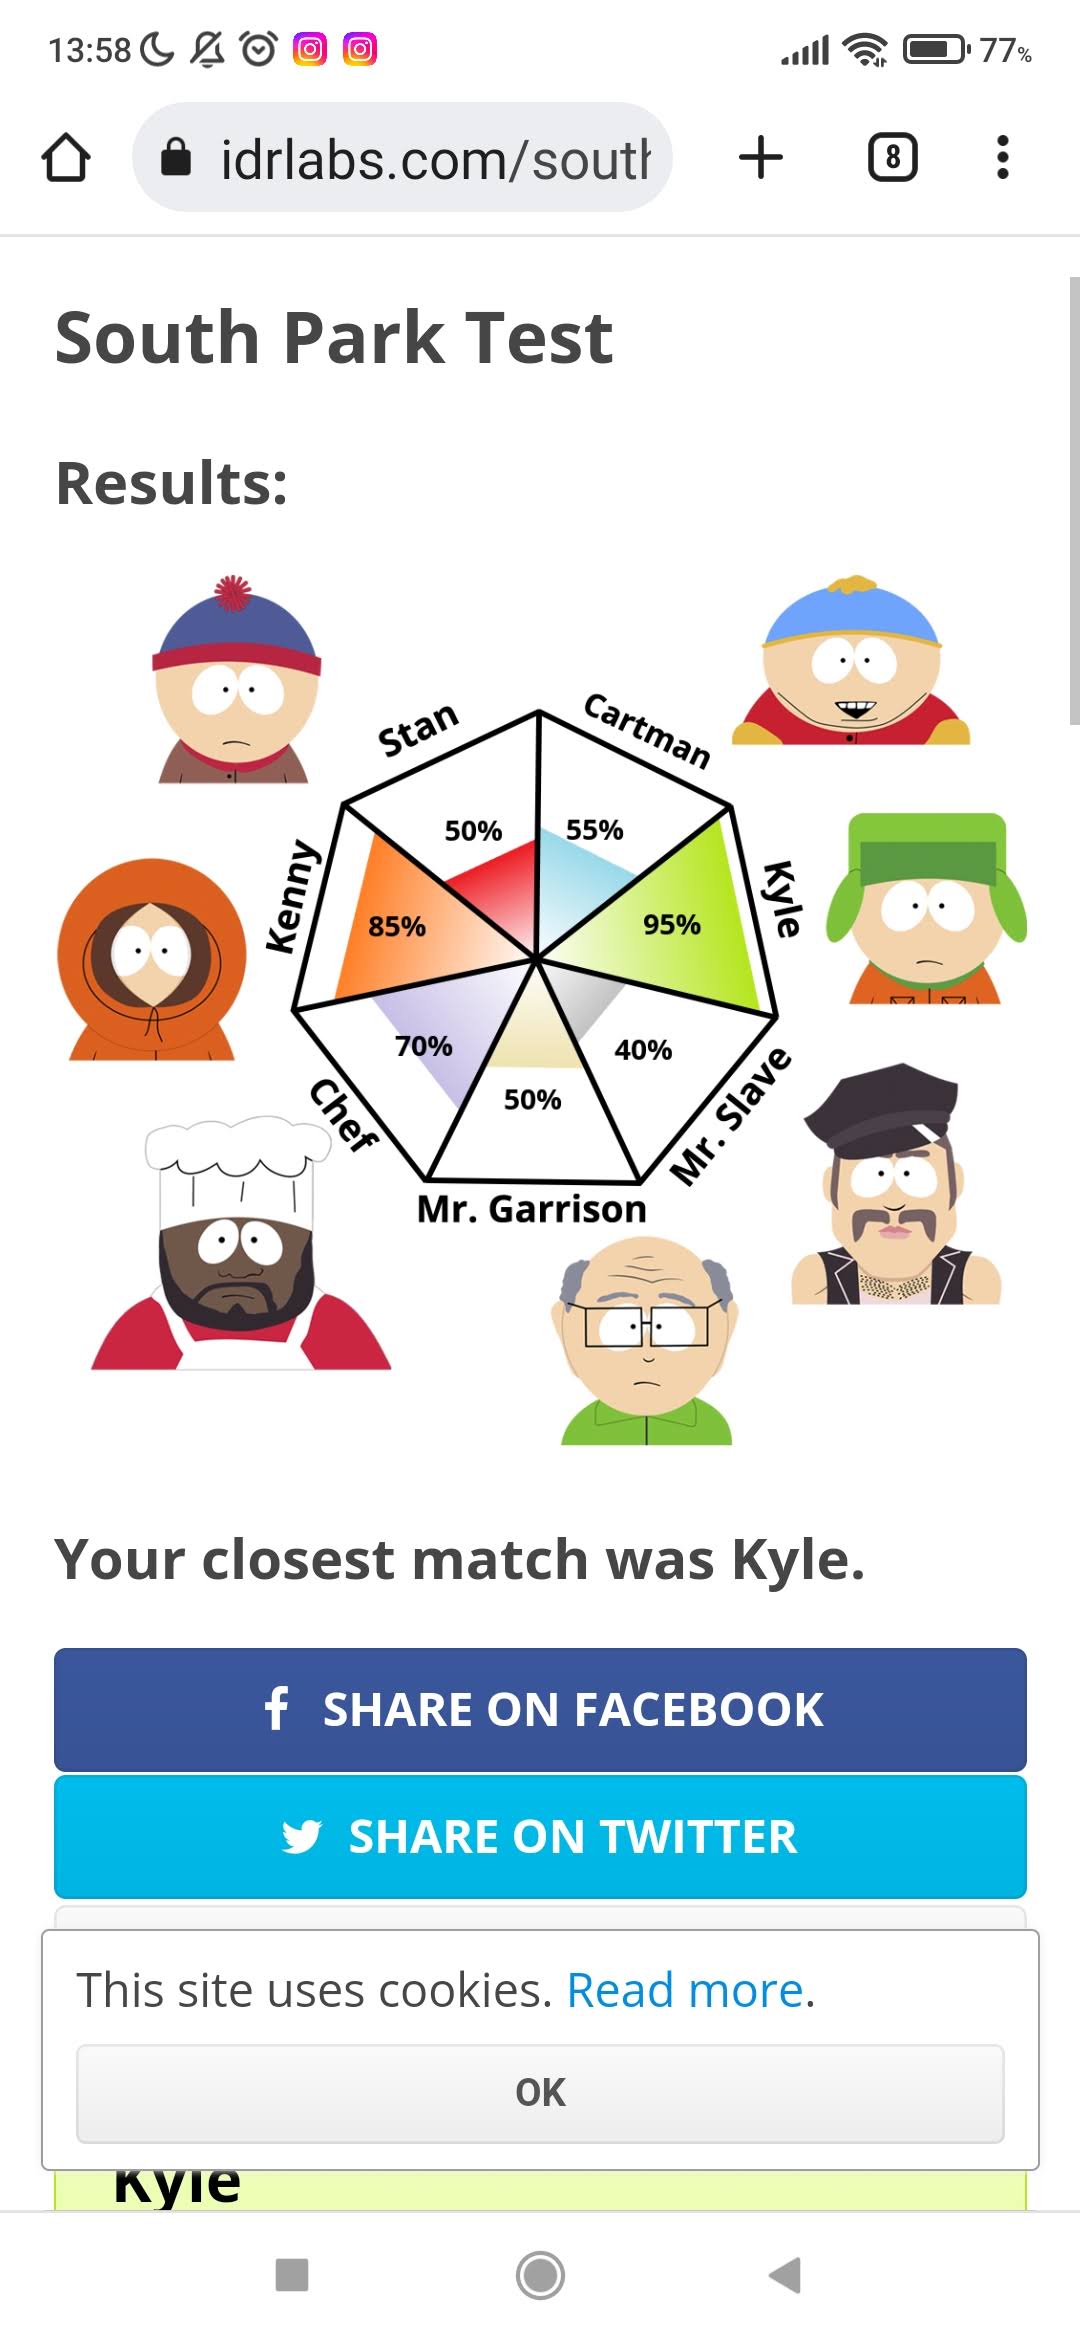 13:58
77%
idrlabs.com/south
8
South Park Test
Results:
Stan
Cartman
50%
55%
Kenny
Kyle
85%
95%
70%
40%
50%
Chef
Mr. Slave
Mr. Garrison
Your closest match was Kyle.
f SHARE ON FACEBOOK
SHARE ON TWITTER
This site uses cookies. Read more.
OK
Kyle